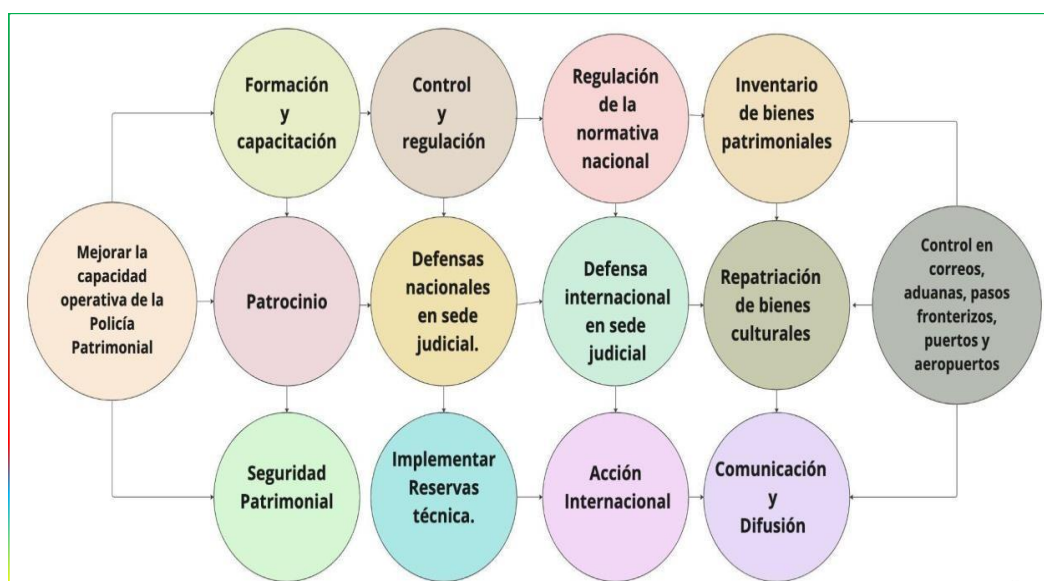 Formación
y
capacitación
Control
y
regulación
Regulación
de la
normativa
nacional
Inventario
de bienes
patrimoniales
Mejorar la
capacidad
operativa de la
Policía
Patrimonial
Patrocinio
Defensas
nacionales
en sede
judicial.
Defensa
internacional
en sede
judicial
Repatriación
de bienes
culturales
Control en
correos,
aduanas, pasos
fronterizos,
puertos y
aeropuertos
Seguridad
Patrimonial
Implementar
Reservas
técnica.
Acción
Internacional
Comunicación
y
Difusión